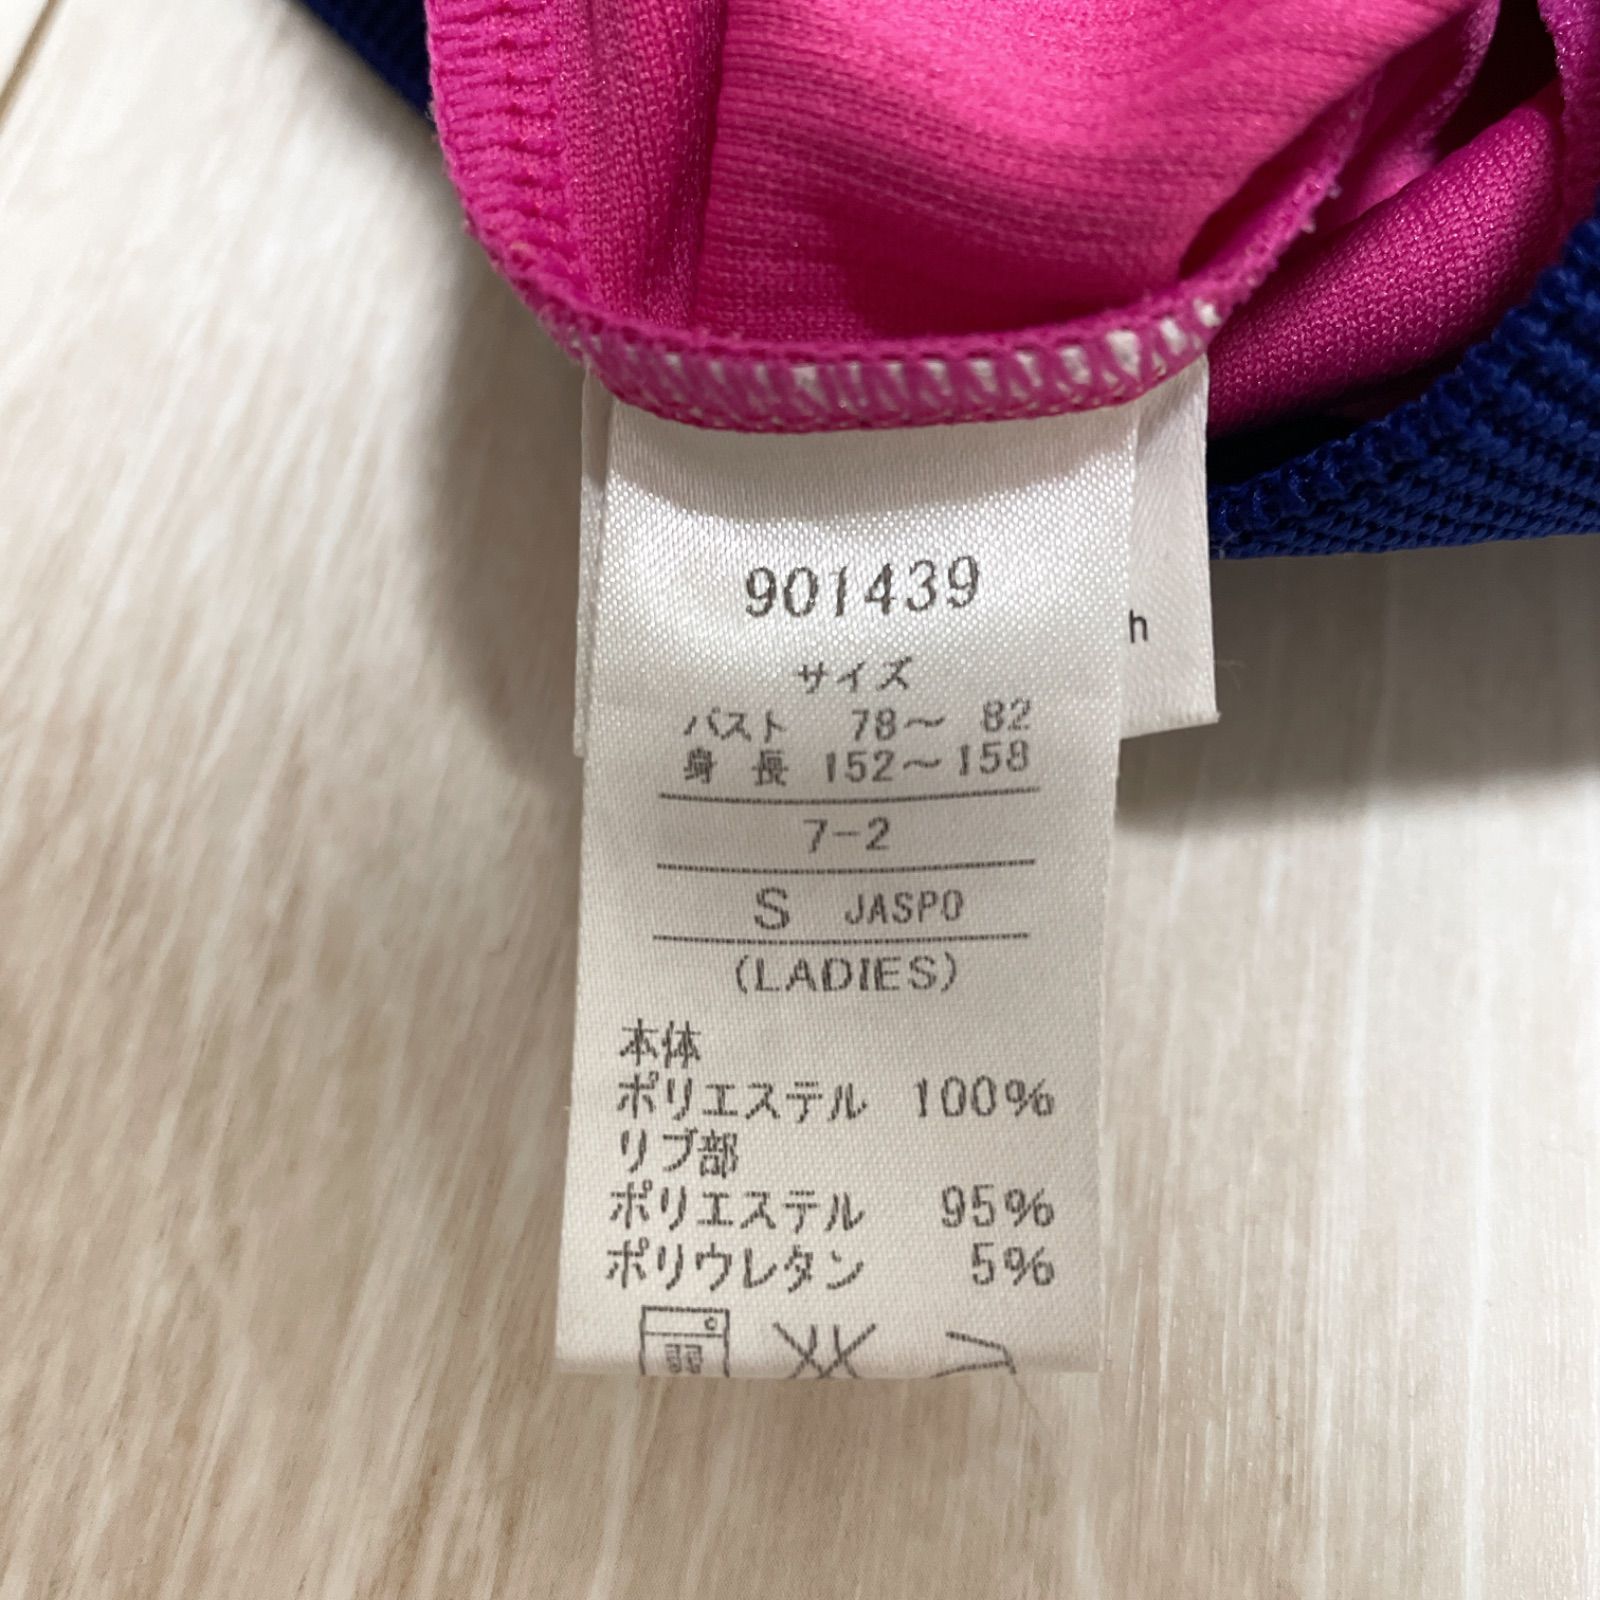 901439
h
サイズ
バスト 78～ 82
身 長 152～158
7-2
S JASPO
(LADIES)
本体
ポリエステル 100%
リブ部
ポリエステル 95%
ポリウレタン 5%